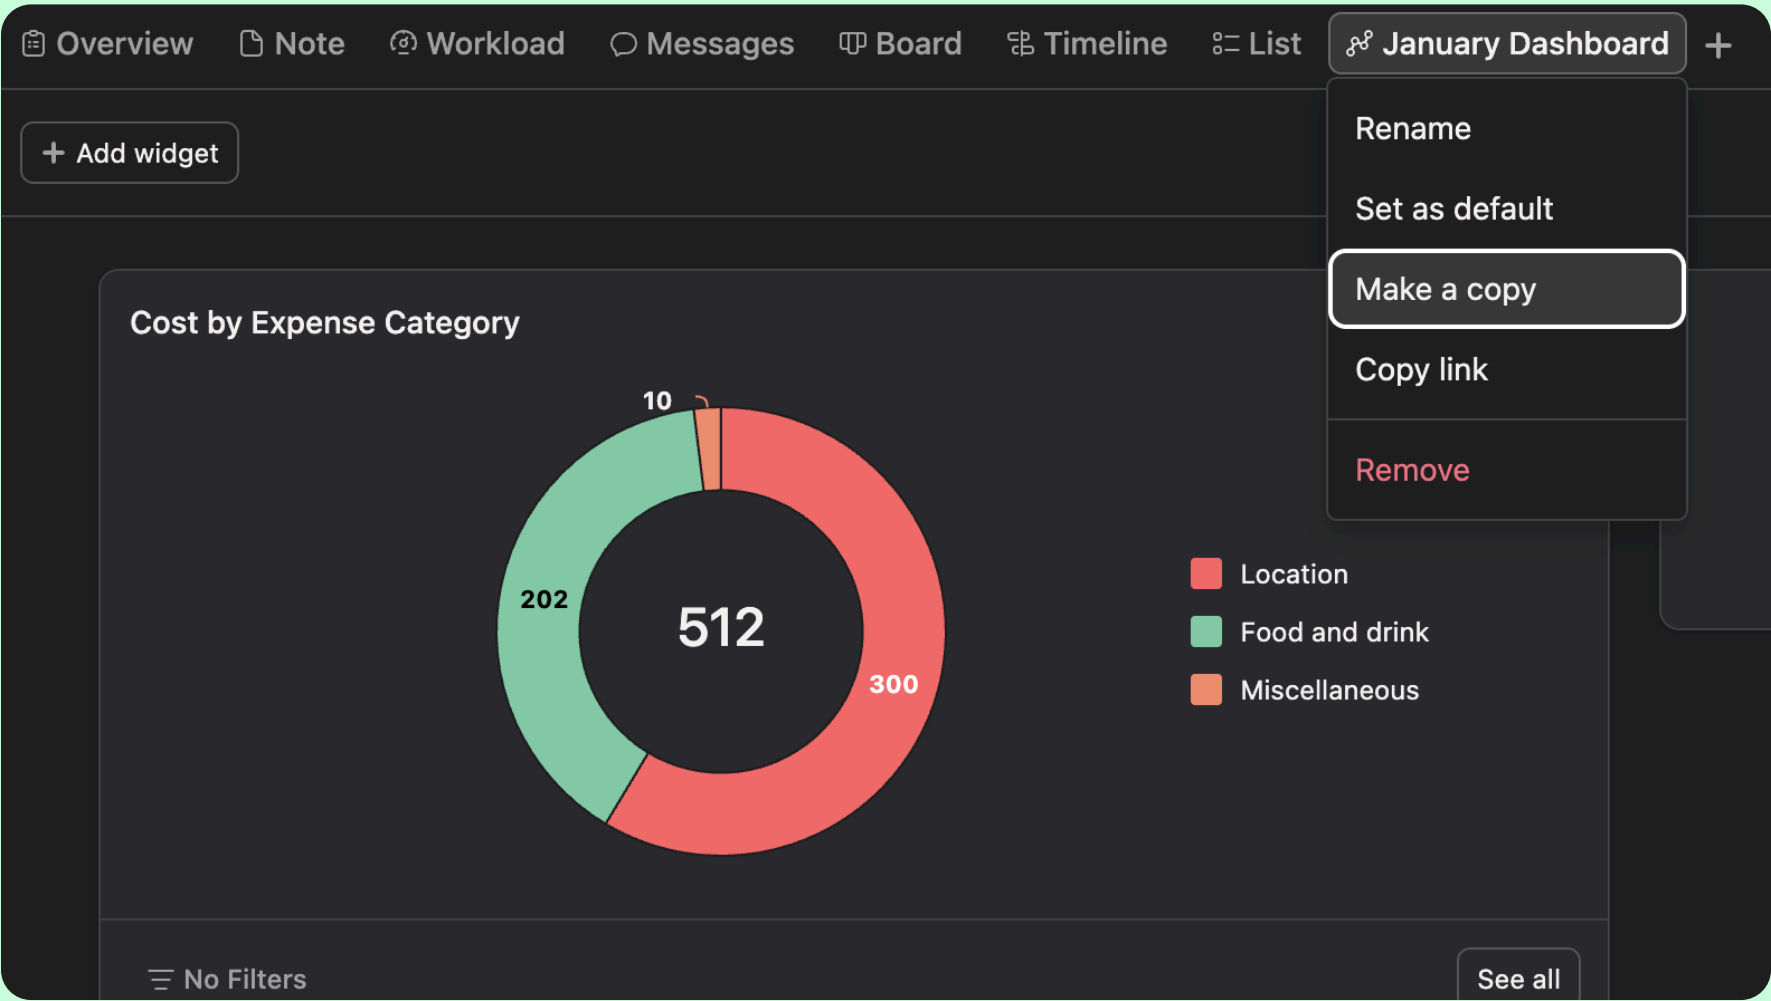 Overview Note Workload Messages Board Timeline List January Dashboard
Rename
Set as default
Make a copy
Copy link
Remove
Add widget
Cost by Expense Category
10
202
512
300
Location
Food and drink
Miscellaneous
No Filters
See all